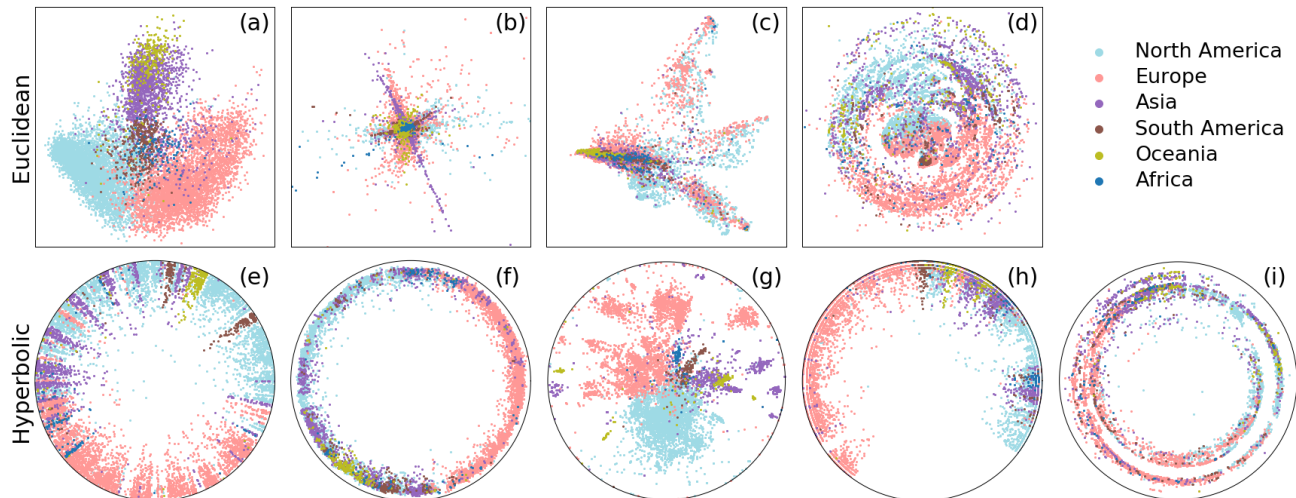 Euclidean
(a)
(b)
(c)
(d)
North America
Europe
Asia
South America
Oceania
Africa
Hyperbolic
(e)
(f)
(g)
(h)
(i)